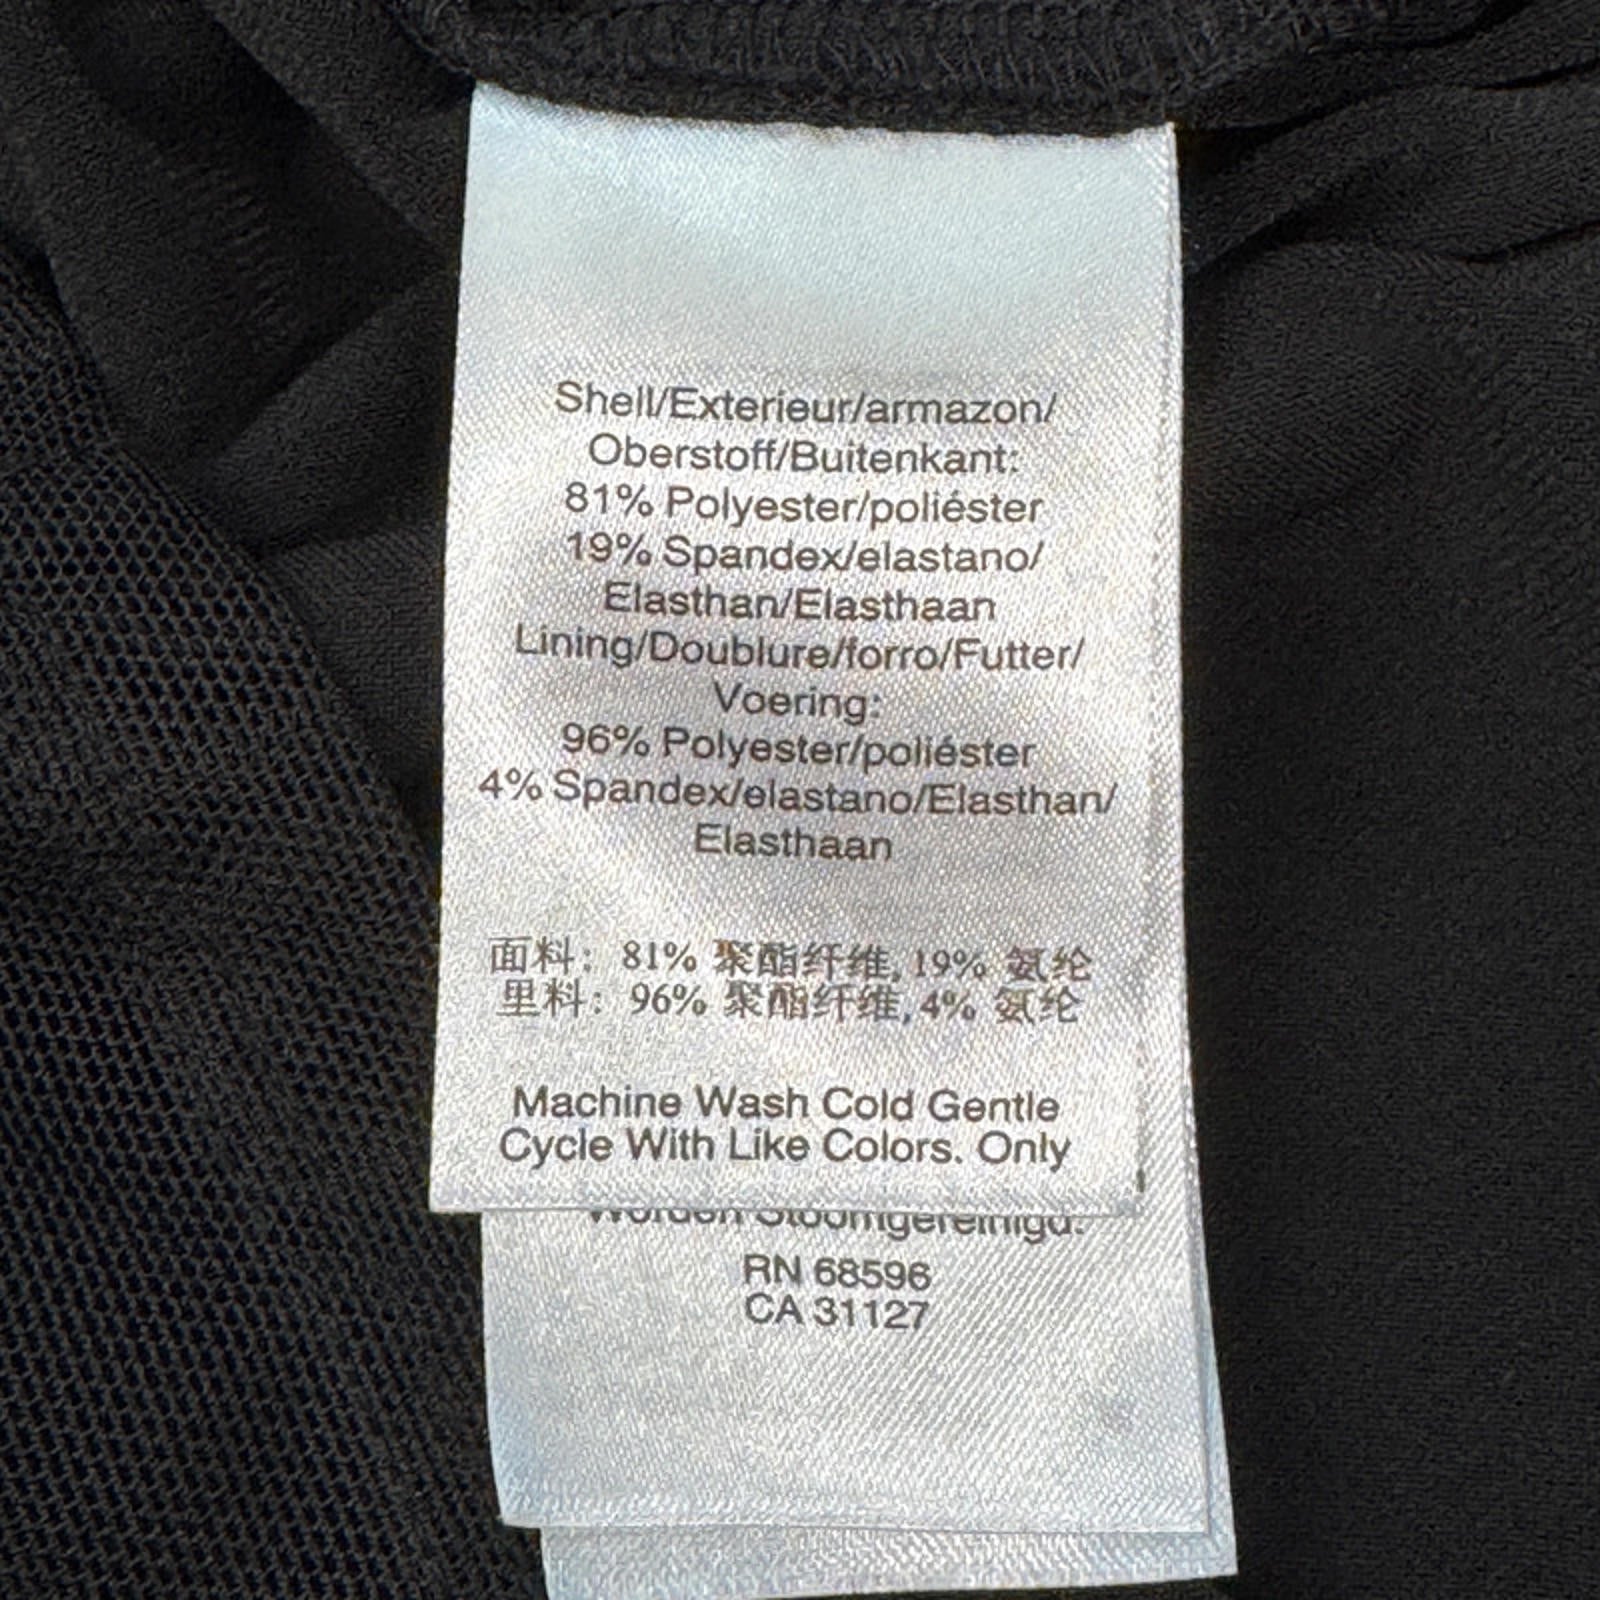 Shell/Exterieur/armazon/
Oberstoff/Buitenkant:
81% Polyester/poliéster
19% Spandex/elastano/
Elasthan/Elasthaan
Lining/Doublure/forro/Futter/
Voering:
96% Polyester/poliéster
4% Spandex/elastano/Elasthan/
Elasthaan
面料: 81% 聚酯纤维, 19% 氨纶
里料: 96% 聚酯纤维, 4% 氨纶
Machine Wash Cold Gentle
Cycle With Like Colors. Only
Worden Stoomgereinigd.
RN 68596
CA 31127